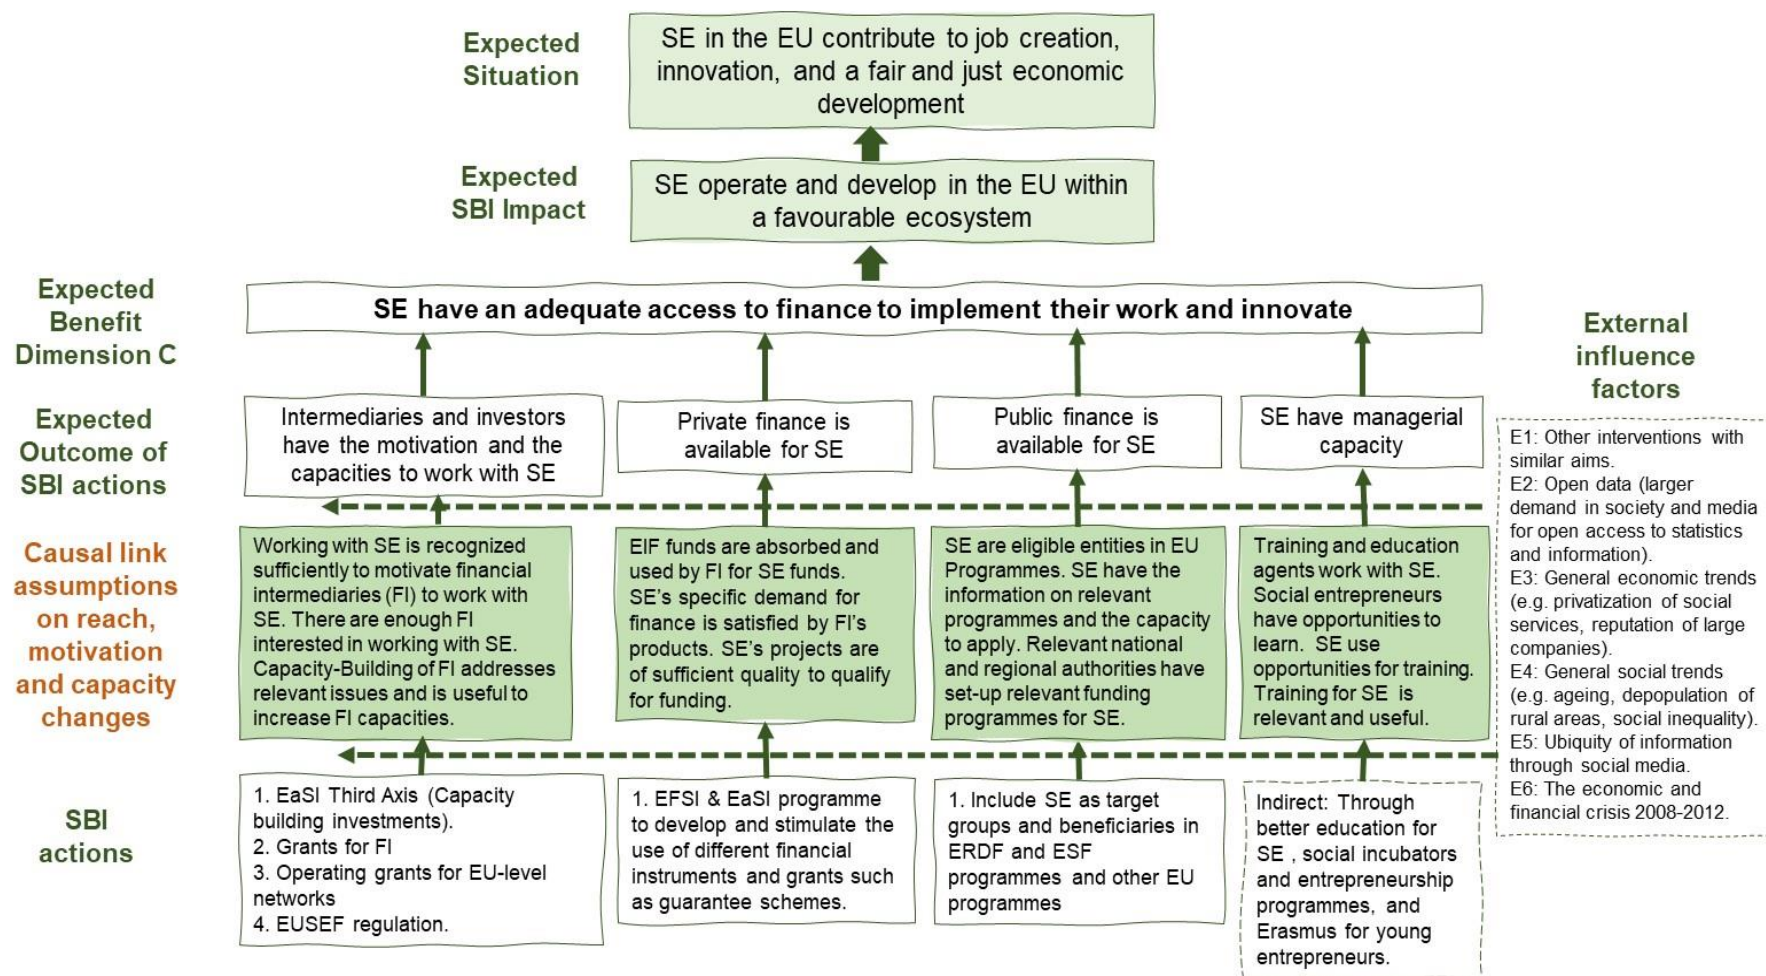 Expected
Situation
SE in the EU contribute to job creation,
innovation, and a fair and just economic
development
Expected
SBI Impact
SE operate and develop in the EU within
a favourable ecosystem
Expected
Benefit
Dimension C
SE have an adequate access to finance to implement their work and innovate
External
influence
factors
Expected
Outcome of
SBI actions
Intermediaries and investors
have the motivation and the
capacities to work with SE
Private finance is
available for SE
Public finance is
available for SE
SE have managerial
capacity
E1: Other interventions with
similar aims.
E2: Open data (larger
demand in society and media
for open access to statistics
and information).
E3: General economic trends
(e.g. privatization of social
services, reputation of large
companies).
E4: General social trends
(e.g. ageing, depopulation of
rural areas, social inequality).
E5: Ubiquity of information
through social media.
E6: The economic and
financial crisis 2008-2012.
Causal link
assumptions
on reach,
motivation
and capacity
changes
Working with SE is recognized
sufficiently to motivate financial
intermediaries (FI) to work with
SE. There are enough FI
interested in working with SE.
Capacity-Building of FI addresses
relevant issues and is useful to
increase FI capacities.
EIF funds are absorbed and
used by FI for SE funds.
SE's specific demand for
finance is satisfied by FI's
products. SE's projects are
of sufficient quality to qualify
for funding.
SE are eligible entities in EU
Programmes. SE have the
information on relevant
programmes and the capacity
to apply. Relevant national
and regional authorities have
set-up relevant funding
programmes for SE.
Training and education
agents work with SE.
Social entrepreneurs
have opportunities to
learn. SE use
opportunities for training.
Training for SE is
relevant and useful.
SBI
actions
1. EaSI Third Axis (Capacity
building investments).
2. Grants for FI
3. Operating grants for EU-level
networks
4. EUSEF regulation.
1. EFSI & EaSI programme
to develop and stimulate the
use of different financial
instruments and grants such
as guarantee schemes.
1. Include SE as target
groups and beneficiaries in
ERDF and ESF
programmes and other EU
programmes
Indirect: Through
better education for
SE , social incubators
and entrepreneurship
programmes, and
Erasmus for young
entrepreneurs.